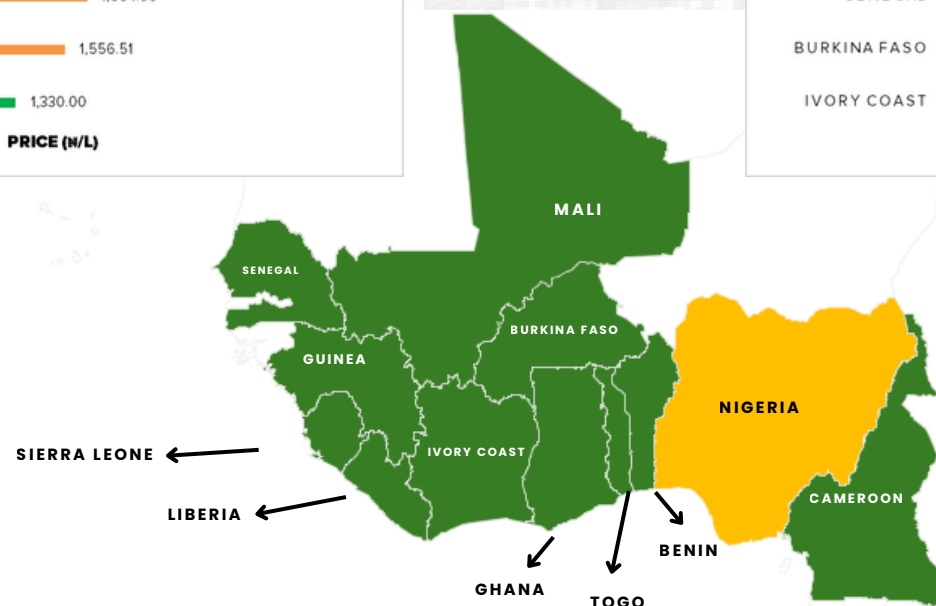 1,556.51
1,330.00
PRICE (₦/L)
BURKINA FASO
IVORY COAST
MALI
SENEGAL
BURKINA FASO
GUINEA
NIGERIA
SIERRA LEONE
IVORY COAST
CAMEROON
LIBERIA
BENIN
GHANA
TOGO